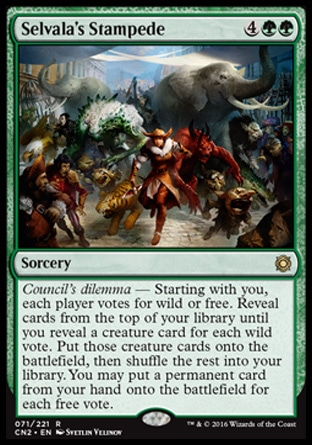 Selvala's Stampede 4
Sorcery
Council's dilemma — Starting with you,
each player votes for wild or free. Reveal
cards from the top of your library until
you reveal a creature card for each wild
vote. Put those creature cards onto the
battlefield, then shuffle the rest into your
library. You may put a permanent card
from your hand onto the battlefield for
each free vote.
071/221 R
CN2 • EN Svetlin Velinov
™ & © 2016 Wizards of the Coast